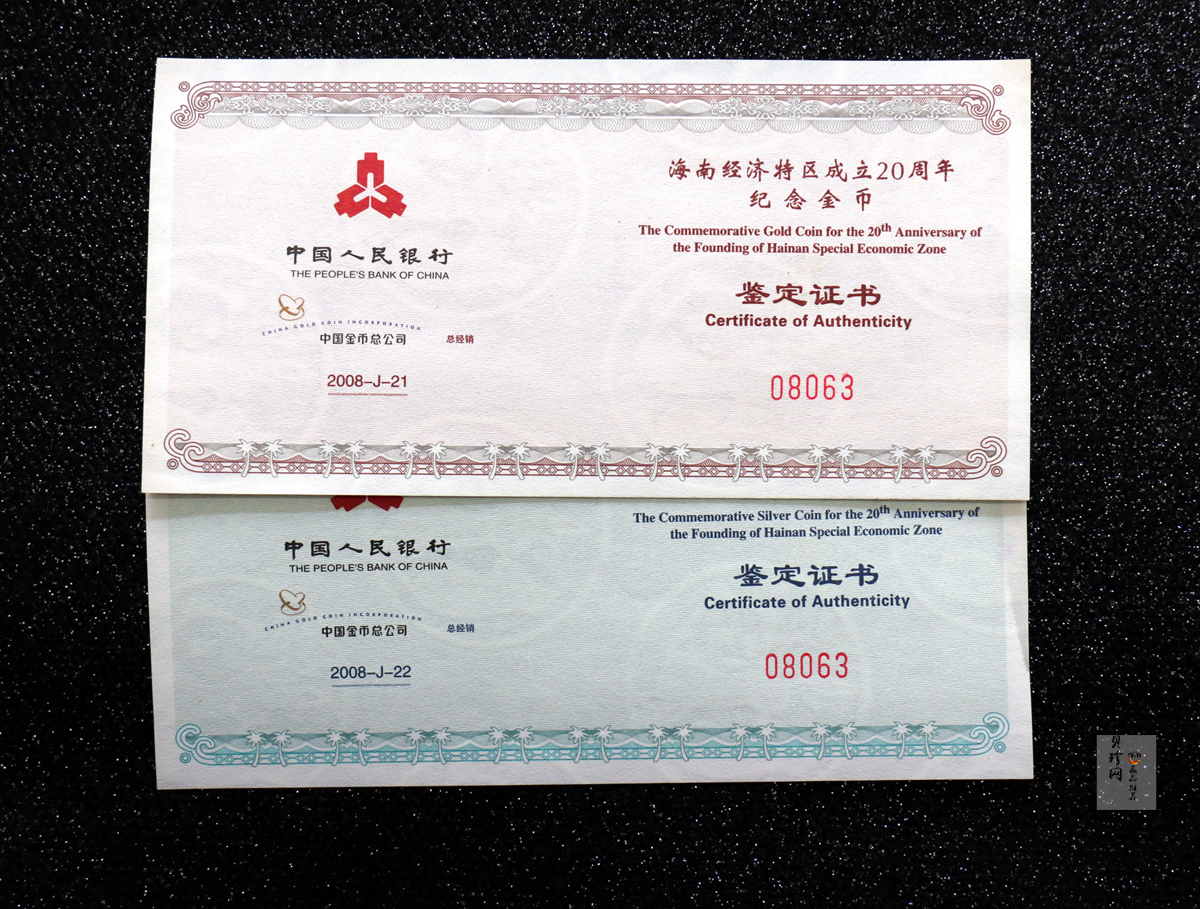 中国人民银行
THE PEOPLE'S BANK OF CHINA
CHINA GOLD COIN INCORPORATION
中国金币总公司 总经销
2008-J-21
海南经济特区成立20周年
纪念金币
The Commemorative Gold Coin for the 20th Anniversary of
the Founding of Hainan Special Economic Zone
鉴定证书
Certificate of Authenticity
08063
中国人民银行
THE PEOPLE'S BANK OF CHINA
CHINA GOLD COIN INCORPORATION
中国金币总公司 总经销
2008-J-22
The Commemorative Silver Coin for the 20th Anniversary of
the Founding of Hainan Special Economic Zone
鉴定证书
Certificate of Authenticity
08063
贝珍网